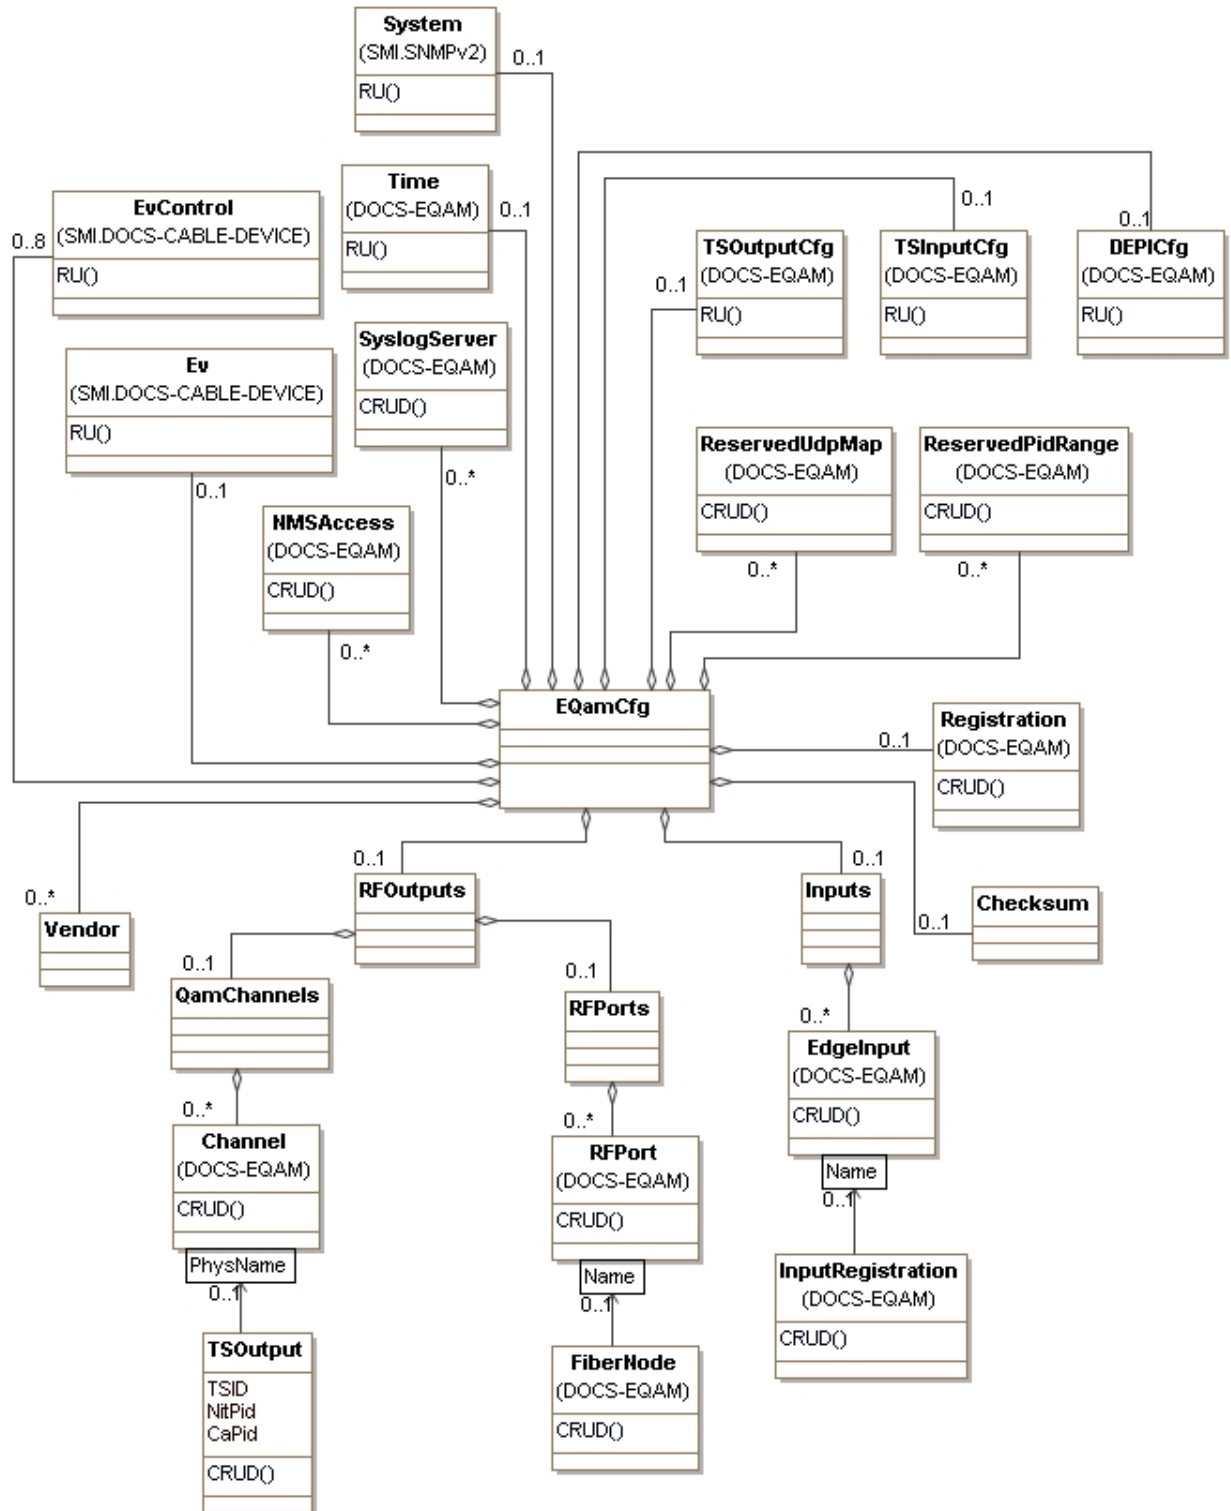 System
(SMI.SNMPv2)
RU()
0..1
Time
(DOCS-EQAM)
RU()
0..1
EvControl
(SMI.DOCS-CABLE-DEVICE)
RU()
0..8
TSOutputCfg
(DOCS-EQAM)
RU()
0..1
TSInputCfg
(DOCS-EQAM)
RU()
0..1
DEPICfg
(DOCS-EQAM)
RU()
0..1
SyslogServer
(DOCS-EQAM)
CRUD()
0..*
Ev
(SMI.DOCS-CABLE-DEVICE)
RU()
0..1
ReservedUdpMap
(DOCS-EQAM)
CRUD()
0..*
ReservedPidRange
(DOCS-EQAM)
CRUD()
0..*
NMSAccess
(DOCS-EQAM)
CRUD()
0..*
EQamCfg
Registration
(DOCS-EQAM)
CRUD()
0..1
0..1
RFOutputs
0..1
Inputs
0..1
Checksum
0..*
Vendor
0..1
QamChannels
0..1
RFPorts
0..*
EdgeInput
(DOCS-EQAM)
CRUD()
Name
0..1
0..*
Channel
(DOCS-EQAM)
CRUD()
PhysName
0..1
0..*
RFPort
(DOCS-EQAM)
CRUD()
Name
0..1
InputRegistration
(DOCS-EQAM)
CRUD()
TSOutput
TSID
NitPid
CaPid
CRUD()
FiberNode
(DOCS-EQAM)
CRUD()